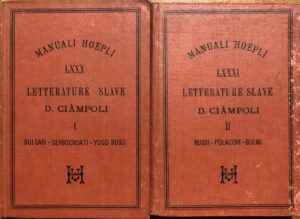 MANUALI HOEPLI
LXXX
LETTERATURE SLAVE
D. CIÀMPOLI
I
BULGARI - SERBOCROATI - YUGO RUSSI
MANUALI HOEPLI
LXXXI
LETTERATURE SLAVE
D. CIÀMPOLI
II
RUSSI - POLACCHI - BOEMI